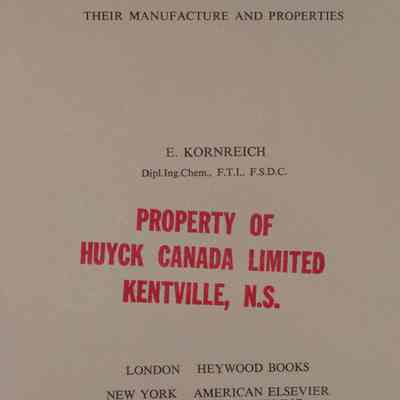 THEIR MANUFACTURE AND PROPERTIES
E. KORNREICH
Dipl.Ing.Chem., F.T.I., F.S.D.C.
PROPERTY OF
HUYCK CANADA LIMITED
KENTVILLE, N.S.
LONDON HEYWOOD BOOKS
NEW YORK AMERICAN ELSEVIER